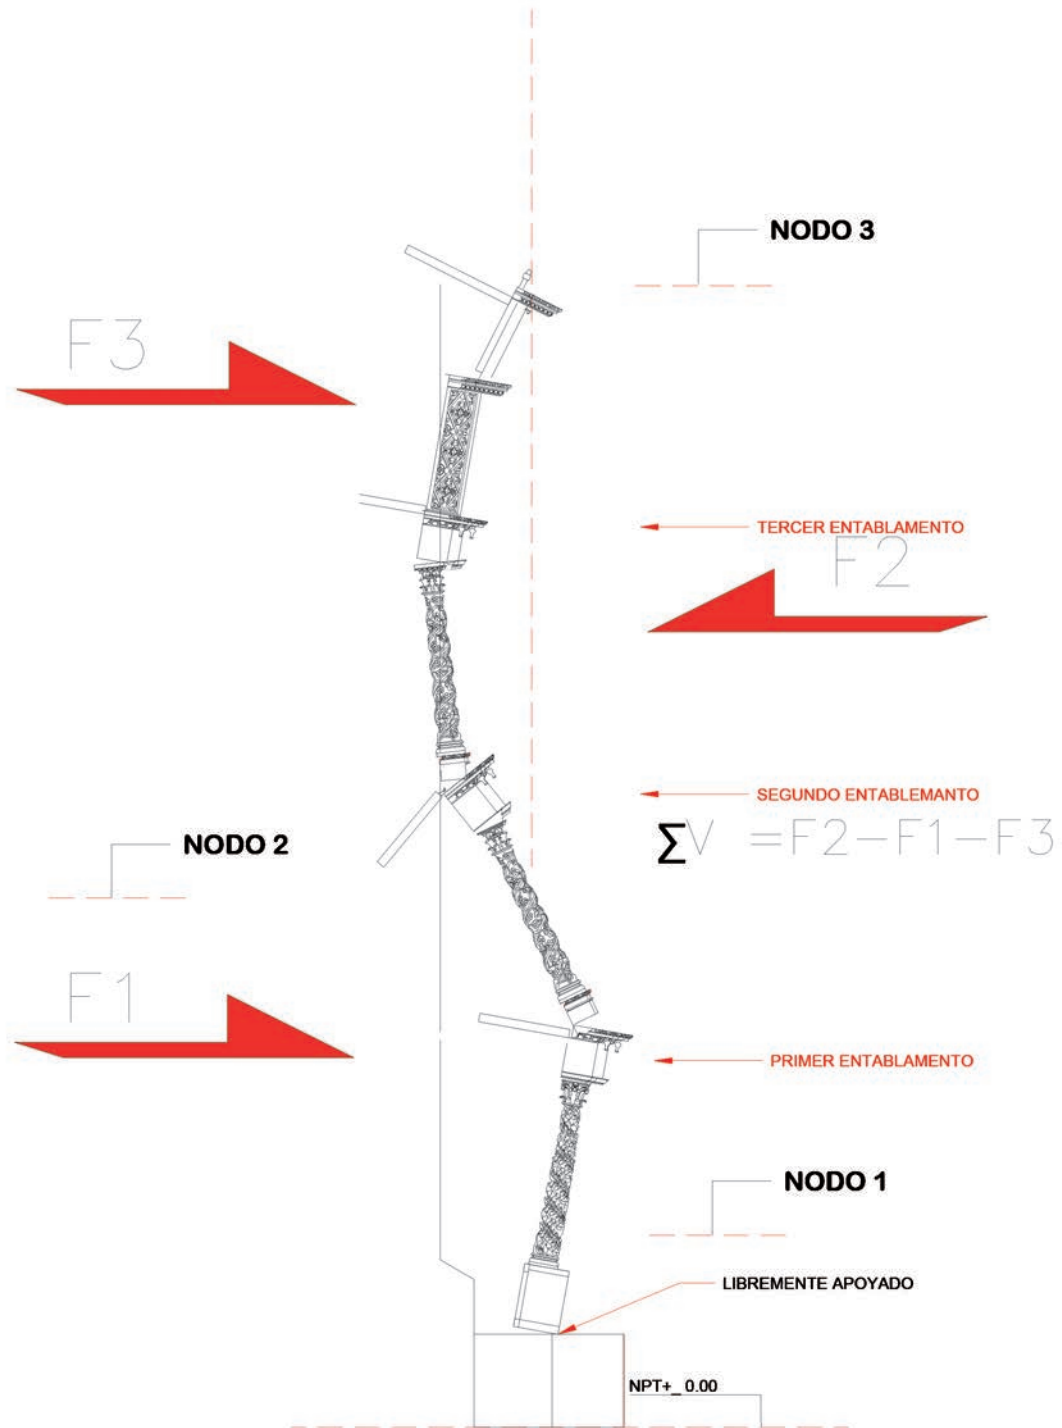 NODO 3
F3
TERCER ENTABLAMENTO
F2
SEGUNDO ENTABLEMANTO
NODO 2
ΣV =F2-F1-F3
F1
PRIMER ENTABLAMENTO
NODO 1
LIBREMENTE APOYADO
NPT+_ 0.00